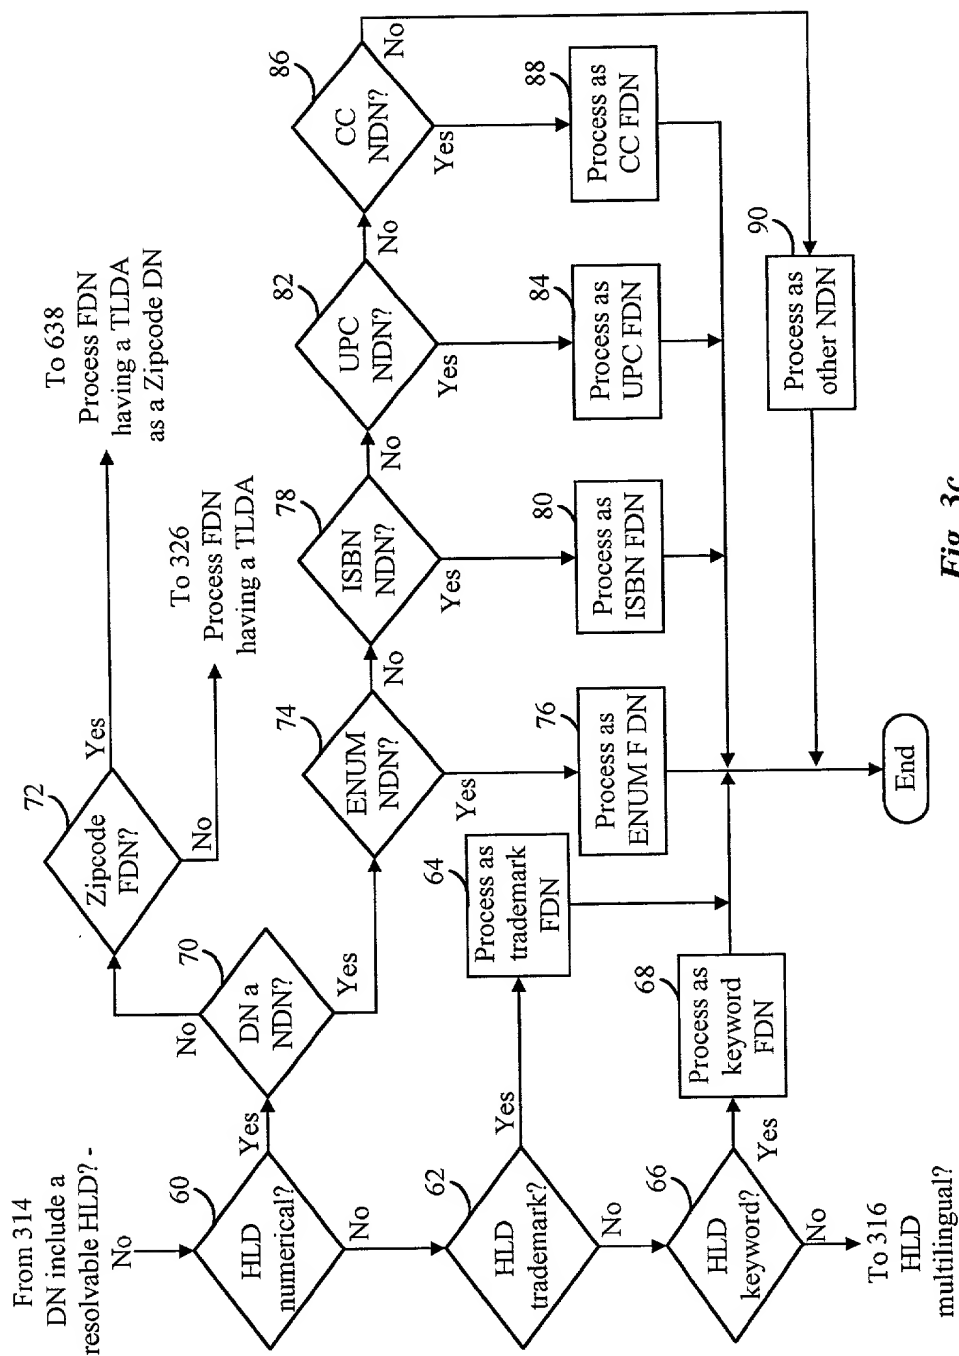 From 314
DN include a
resolvable HLD? -
No
60
HLD
numerical?
Yes
No
70
DN a
NDN?
No
Yes
72
Zipcode
FDN?
Yes
No
To 638
Process FDN
having a TLDA
as a Zipcode DN
To 326
Process FDN
having a TLDA
74
ENUM
NDN?
No
Yes
76
Process as
ENUM F DN
78
ISBN
NDN?
No
Yes
80
Process as
ISBN FDN
82
UPC
NDN?
No
Yes
84
Process as
UPC FDN
86
CC
NDN?
No
Yes
88
Process as
CC FDN
90
Process as
other NDN
62
HLD
trademark?
Yes
No
64
Process as
trademark
FDN
66
HLD
keyword?
Yes
No
68
Process as
keyword
FDN
To 316
HLD
multilingual?
End
Fig. 3c